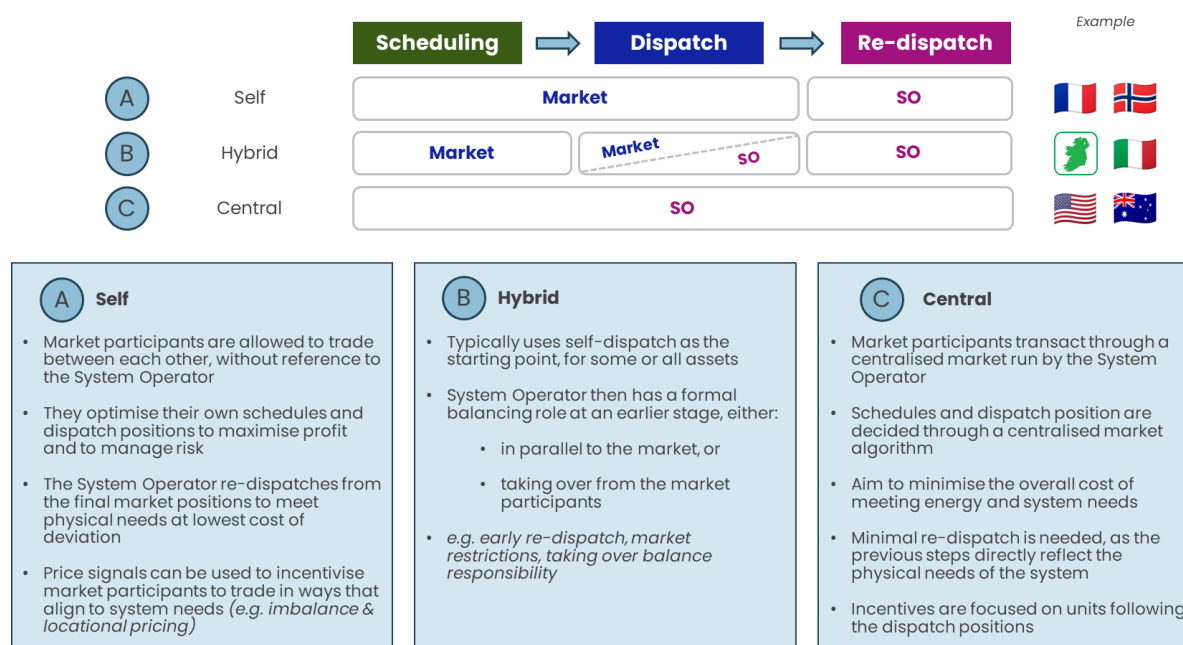 Example
Scheduling
Dispatch
Re-dispatch
A
Self
Market
SO
B
Hybrid
Market
Market
SO
SO
C
Central
SO
A
Self
• Market participants are allowed to trade
between each other, without reference to
the System Operator
• They optimise their own schedules and
dispatch positions to maximise profit
and to manage risk
• The System Operator re-dispatches from
the final market positions to meet
physical needs at lowest cost of
deviation
• Price signals can be used to incentivise
market participants to trade in ways that
align to system needs (e.g. imbalance &
locational pricing)
B
Hybrid
• Typically uses self-dispatch as the
starting point, for some or all assets
• System Operator then has a formal
balancing role at an earlier stage, either:
• in parallel to the market, or
• taking over from the market
participants
• e.g. early re-dispatch, market
restrictions, taking over balance
responsibility
C
Central
• Market participants transact through a
centralised market run by the System
Operator
• Schedules and dispatch position are
decided through a centralised market
algorithm
• Aim to minimise the overall cost of
meeting energy and system needs
• Minimal re-dispatch is needed, as the
previous steps directly reflect the
physical needs of the system
• Incentives are focused on units following
the dispatch positions